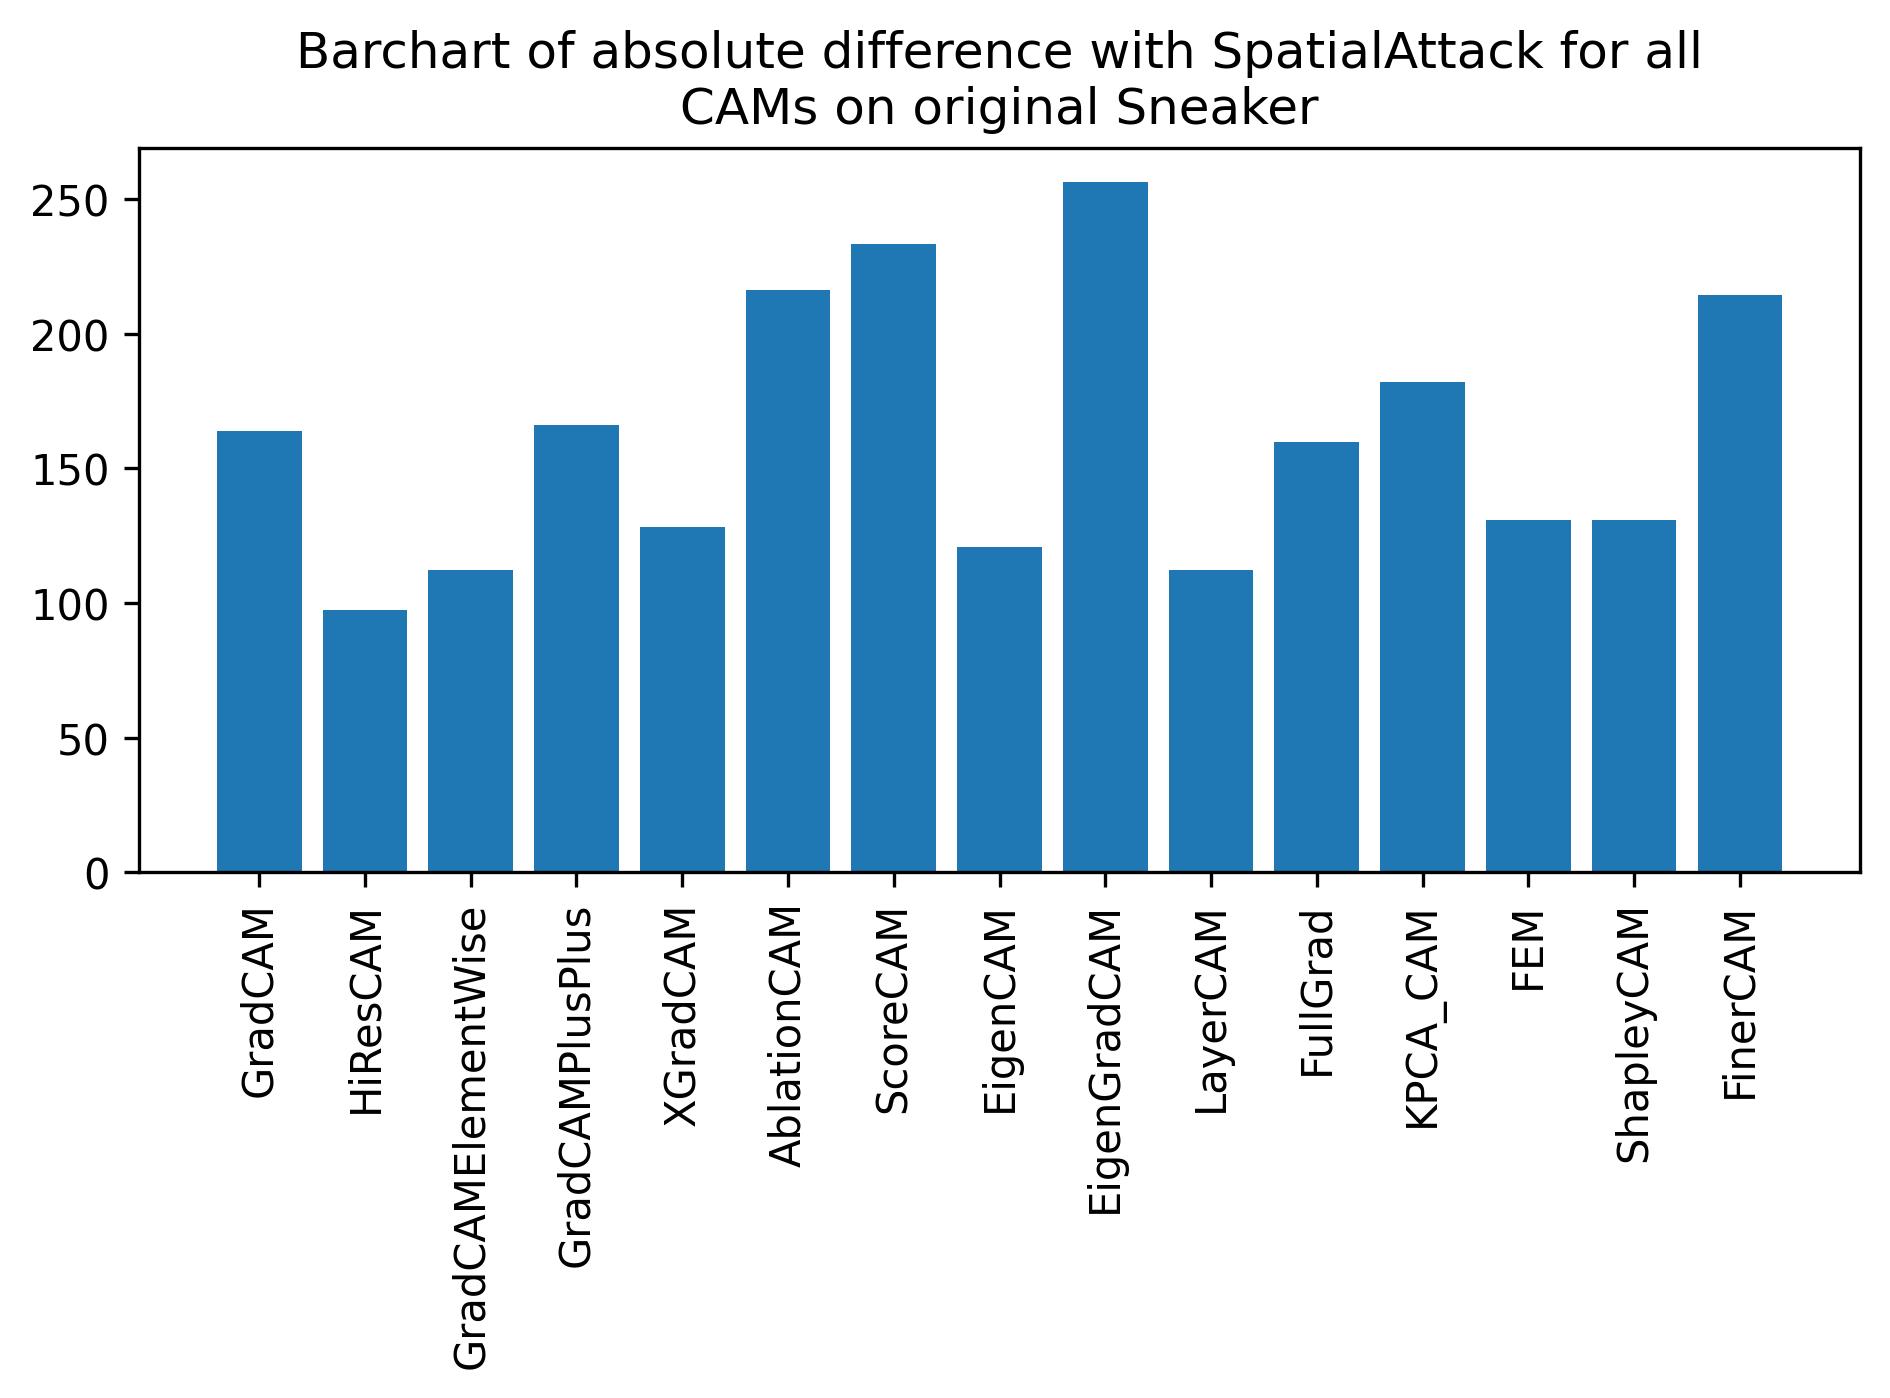 Barchart of absolute difference with SpatialAttack for all
CAMs on original Sneaker
250
200
150
100
50
0
GradCAM
HiResCAM
GradCAMElementWise
GradCAMPlusPlus
XGradCAM
AblationCAM
ScoreCAM
EigenCAM
EigenGradCAM
LayerCAM
FullGrad
KPCA_CAM
FEM
ShapleyCAM
FinerCAM